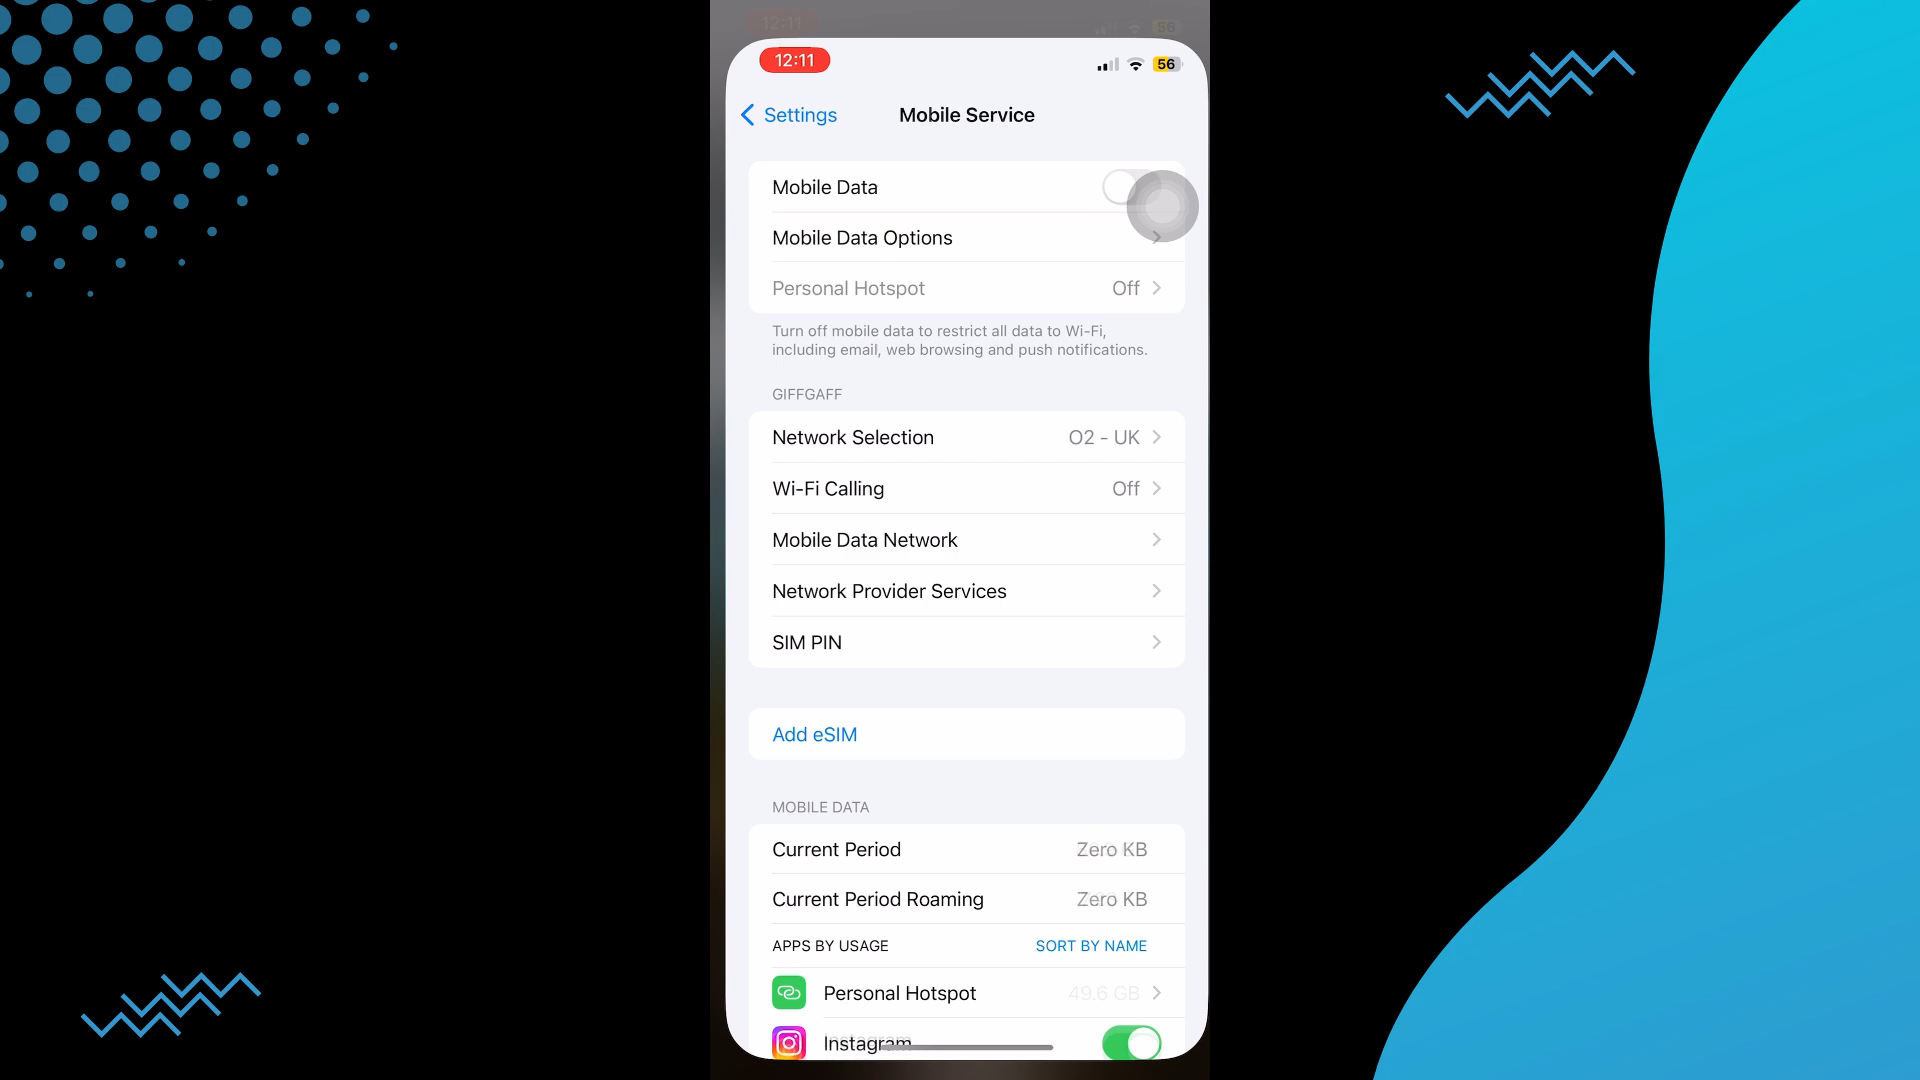 12:11
12:11
56
56
Settings
Mobile Service
Mobile Data
Mobile Data Options
Personal Hotspot Off
Turn off mobile data to restrict all data to Wi-Fi,
including email, web browsing and push notifications.
GIFFGAFF
Network Selection O2 - UK
Wi-Fi Calling Off
Mobile Data Network
Network Provider Services
SIM PIN
Add eSIM
MOBILE DATA
Current Period Zero KB
Current Period Roaming Zero KB
APPS BY USAGE SORT BY NAME
Personal Hotspot 49.6 GB
Instagram